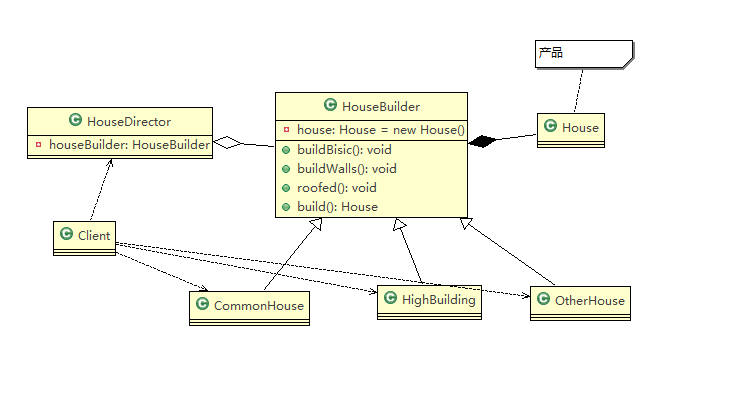 产品
HouseBuilder
house: House = new House()
buildBisic(): void
buildWalls(): void
roofed(): void
build(): House
HouseDirector
houseBuilder: HouseBuilder
House
Client
CommonHouse
HighBuilding
OtherHouse